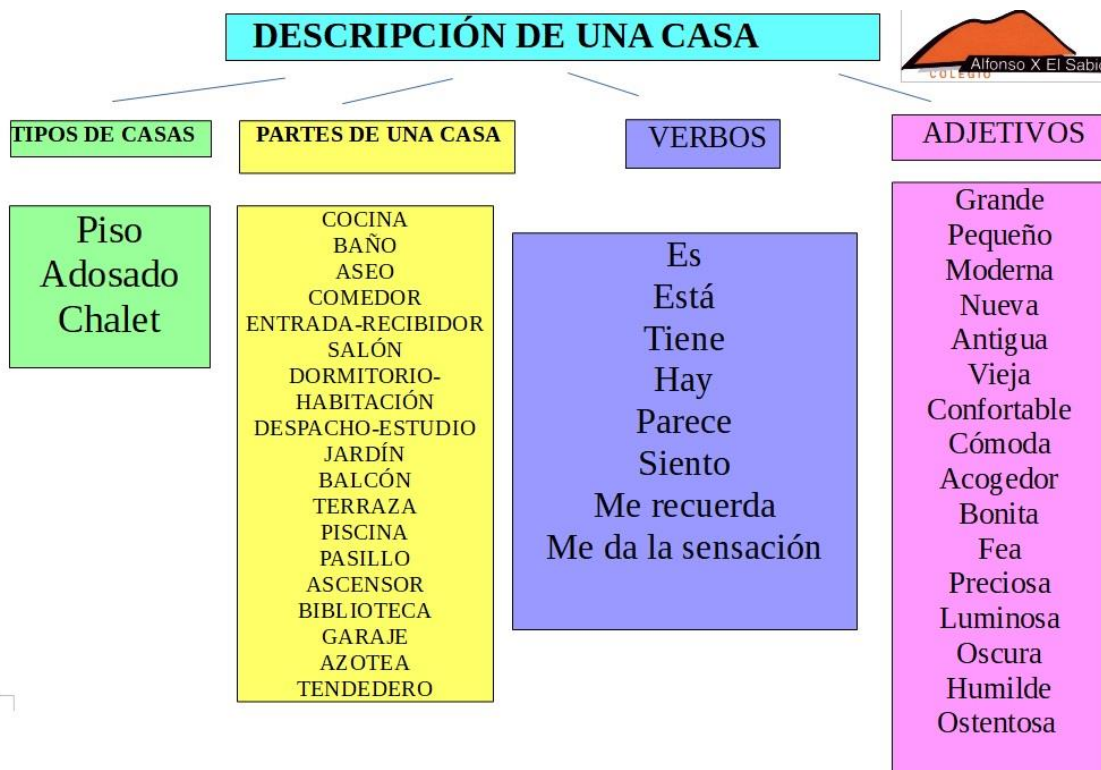 DESCRIPCIÓN DE UNA CASA
Alfonso X El Sabio
COLEGIO
TIPOS DE CASAS
Piso
Adosado
Chalet
PARTES DE UNA CASA
COCINA
BAÑO
ASEO
COMEDOR
ENTRADA-RECIBIDOR
SALÓN
DORMITORIO-
HABITACIÓN
DESPACHO-ESTUDIO
JARDÍN
BALCÓN
TERRAZA
PISCINA
PASILLO
ASCENSOR
BIBLIOTECA
GARAJE
AZOTEA
TENDEDERO
VERBOS
Es
Está
Tiene
Hay
Parece
Siento
Me recuerda
Me da la sensación
ADJETIVOS
Grande
Pequeño
Moderna
Nueva
Antigua
Vieja
Confortable
Cómoda
Acogedor
Bonita
Fea
Preciosa
Luminosa
Oscura
Humilde
Ostentosa